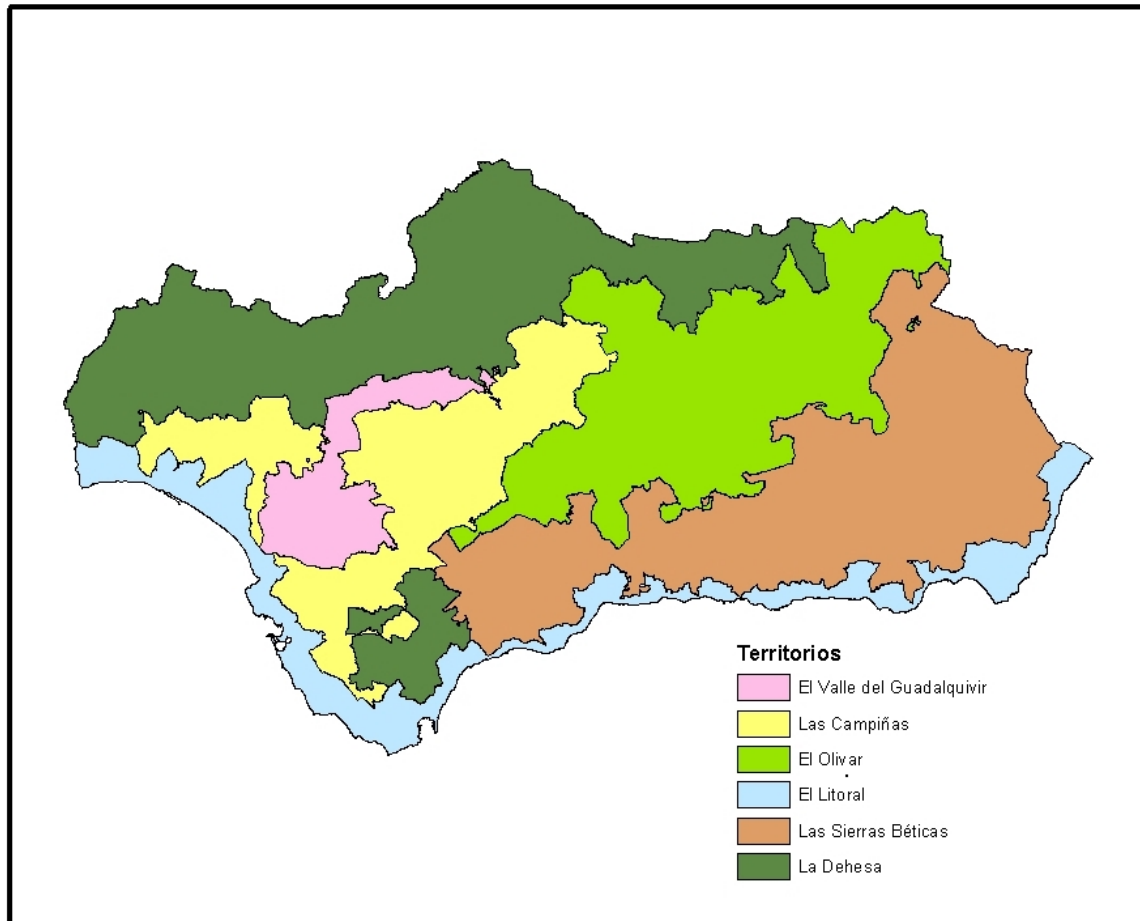 Territorios
El Valle del Guadalquivir
Las Campiñas
El Olivar
El Litoral
Las Sierras Béticas
La Dehesa